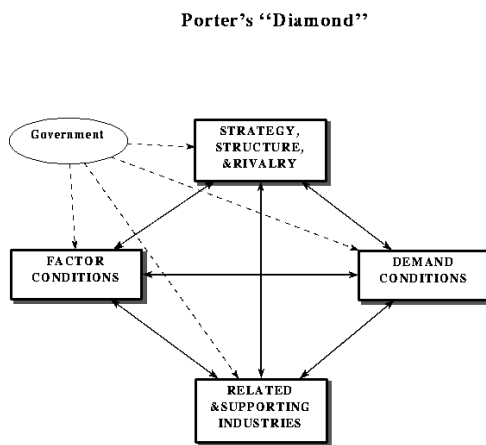 Porter's “Diamond”
Government
STRATEGY,
STRUCTURE,
&RIVALRY
FACTOR
CONDITIONS
DEMAND
CONDITIONS
RELATED
&SUPPORTING
INDUSTRIES